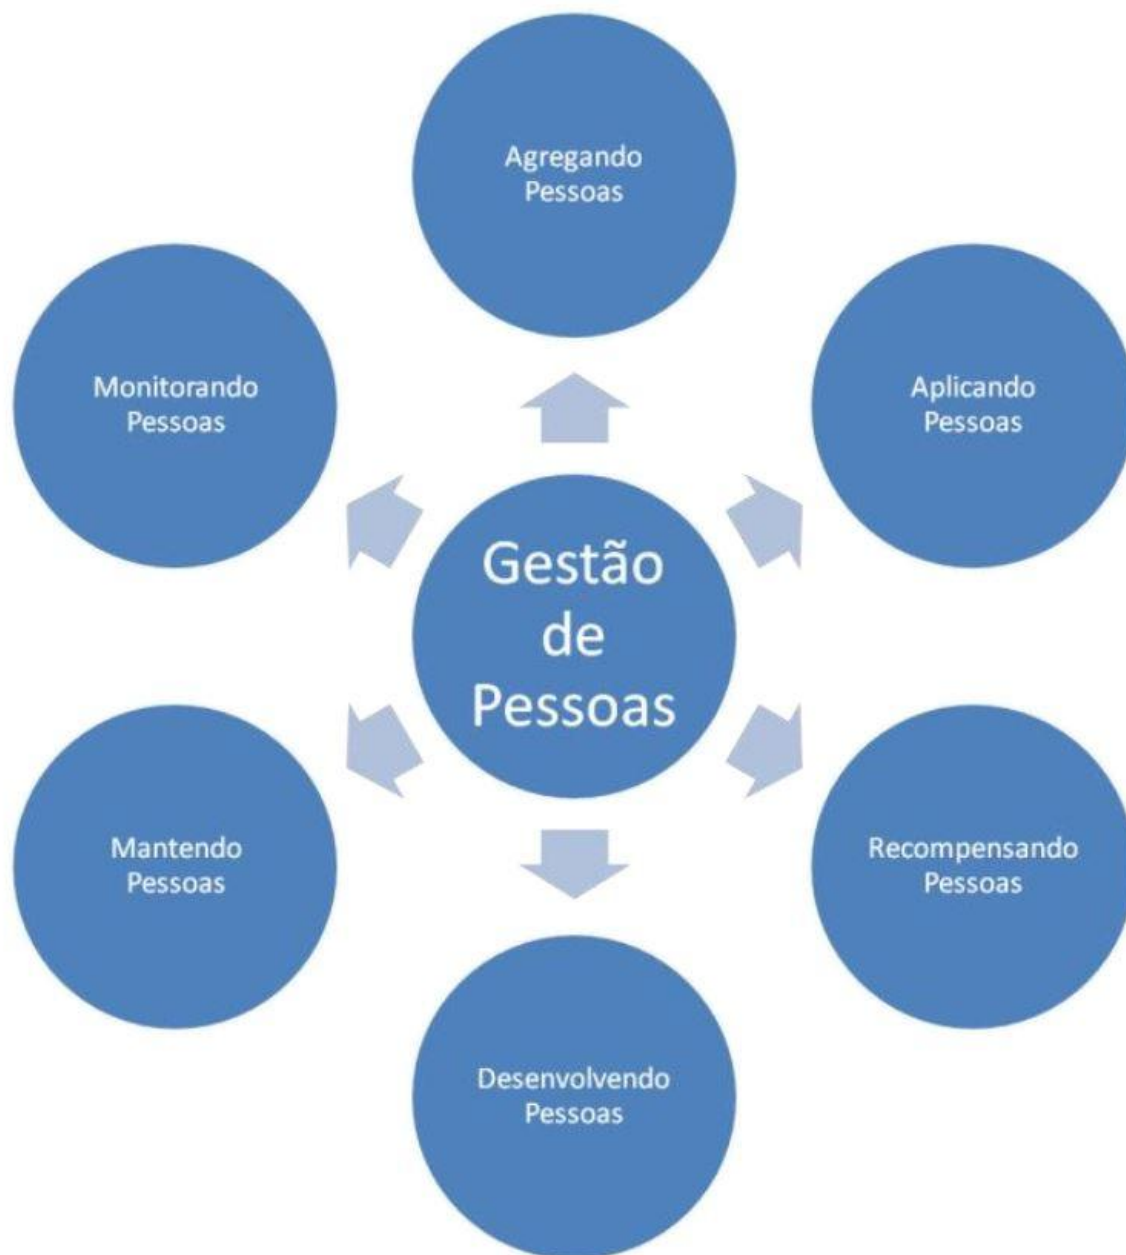 Agregando
Pessoas
Monitorando
Pessoas
Aplicando
Pessoas
Gestão
de
Pessoas
Mantendo
Pessoas
Recompensando
Pessoas
Desenvolvendo
Pessoas